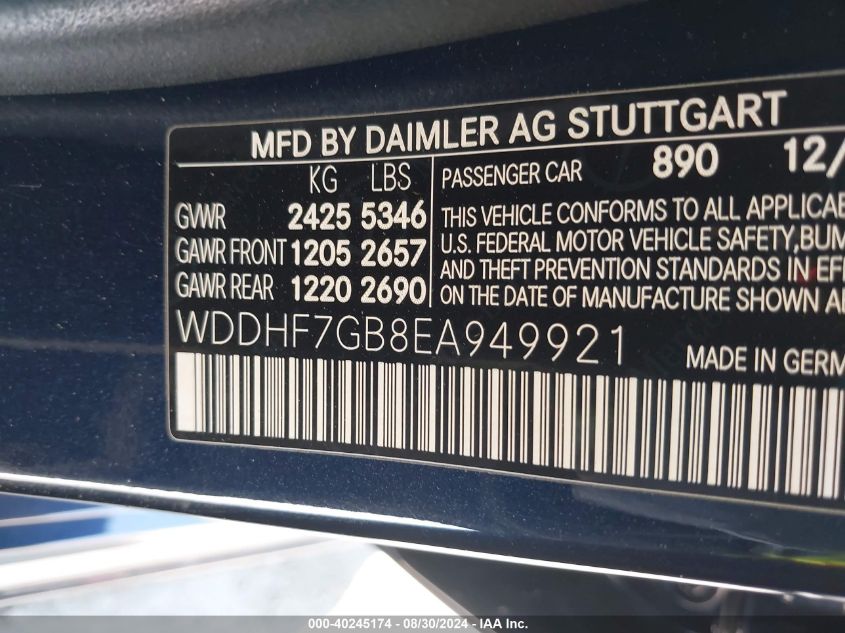 MFD BY DAIMLER AG STUTTGART
KG LBS
GVWR 2425 5346
GAWR FRONT 1205 2657
GAWR REAR 1220 2690
PASSENGER CAR 890 12/
THIS VEHICLE CONFORMS TO ALL APPLICABL
U.S. FEDERAL MOTOR VEHICLE SAFETY, BUM
AND THEFT PREVENTION STANDARDS IN EFF
ON THE DATE OF MANUFACTURE SHOWN AB
WDDHF7GB8EA949921
MADE IN GERM
000-40245174 - 08/30/2024 - IAA Inc.